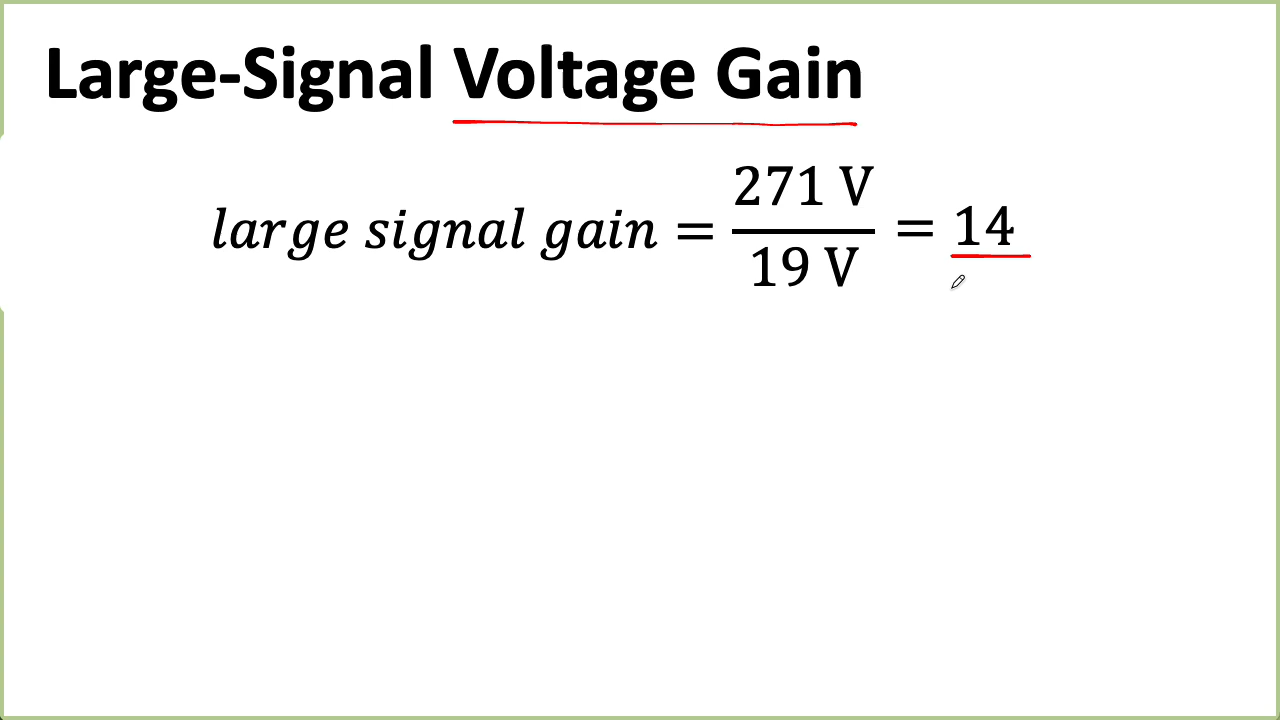 Large-Signal Voltage Gain
large signal gain = 271 V / 19 V = 14